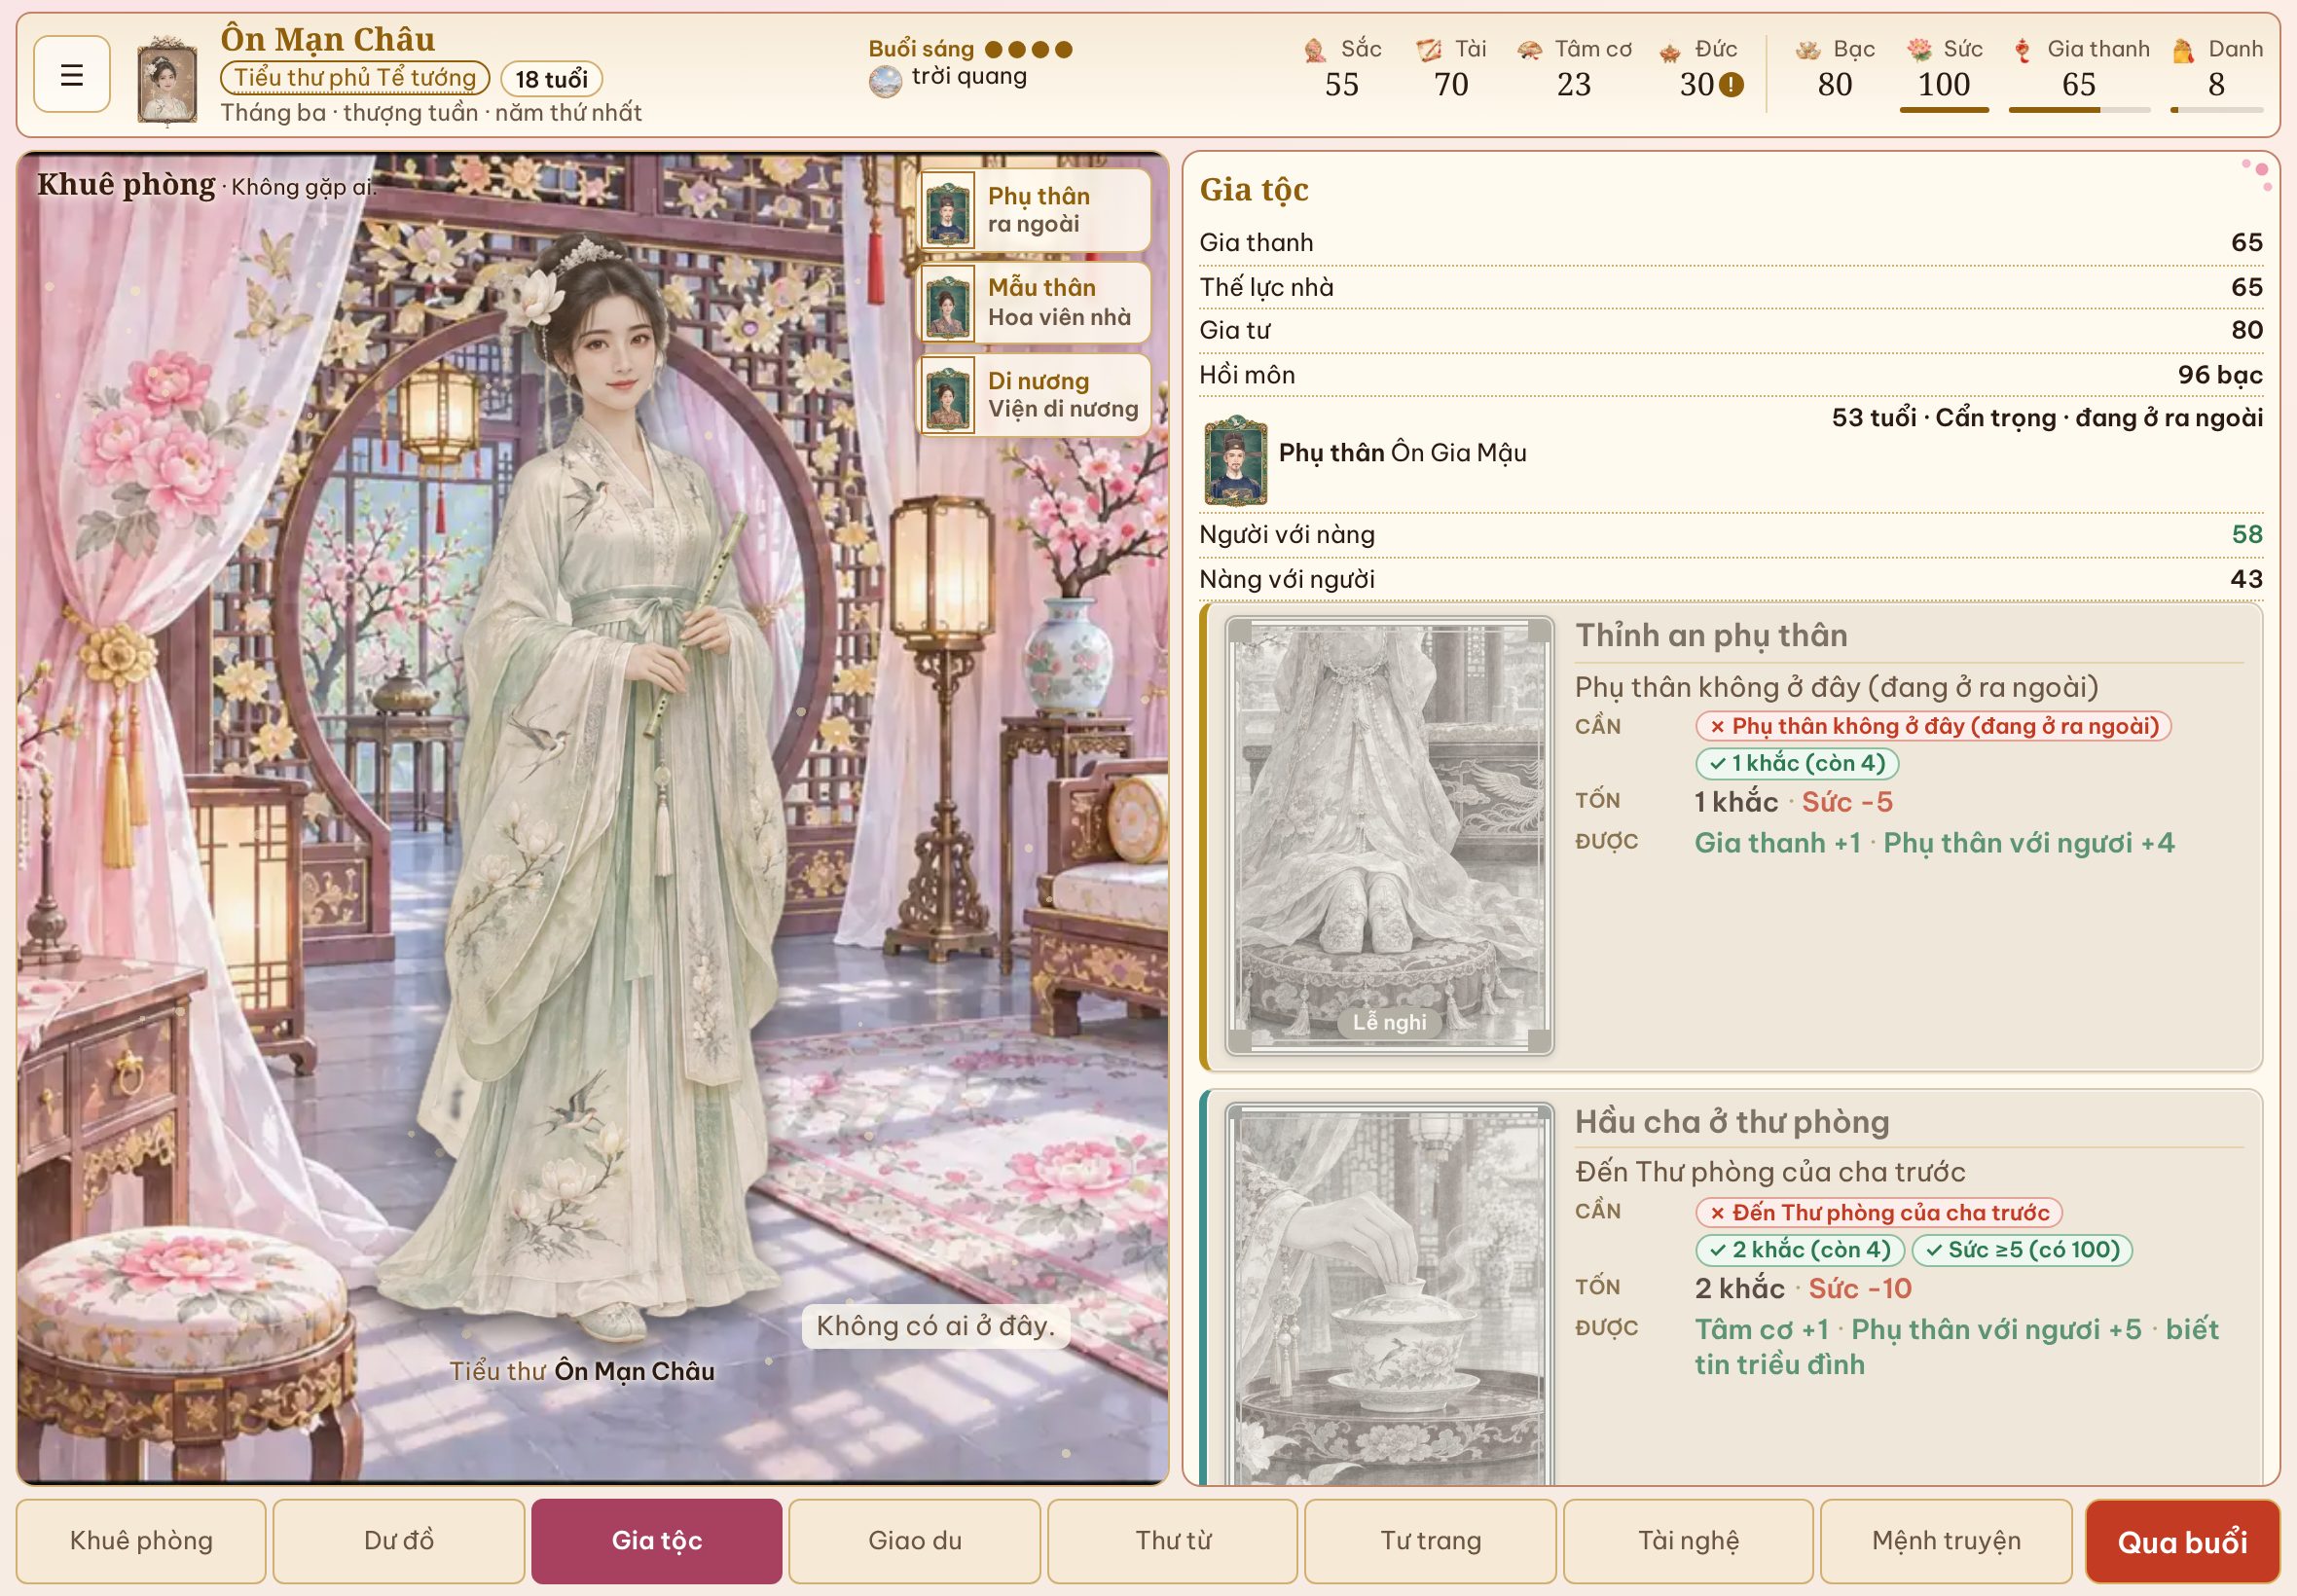 Ôn Mạn Châu
Tiểu thư phủ Tể tướng 18 tuổi
Tháng ba · thượng tuần · năm thứ nhất
Buổi sáng
trời quang
Sắc Tài Tâm cơ Đức Bạc Sức Gia thanh Danh
55 70 23 30 ! 80 100 65 8
Khuê phòng · Không gặp ai.
Phụ thân
ra ngoài
Mẫu thân
Hoa viên nhà
Di nương
Viện di nương
Không có ai ở đây.
Tiểu thư Ôn Mạn Châu
Gia tộc
Gia thanh 65
Thế lực nhà 65
Gia tư 80
Hồi môn 96 bạc
53 tuổi · Cẩn trọng · đang ở ra ngoài
Phụ thân Ôn Gia Mậu
Người với nàng 58
Nàng với người 43
Thỉnh an phụ thân
Phụ thân không ở đây (đang ở ra ngoài)
CẦN × Phụ thân không ở đây (đang ở ra ngoài)
✓ 1 khắc (còn 4)
TỐN 1 khắc · Sức -5
ĐƯỢC Gia thanh +1 · Phụ thân với ngươi +4
Lễ nghi
Hầu cha ở thư phòng
Đến Thư phòng của cha trước
CẦN × Đến Thư phòng của cha trước
✓ 2 khắc (còn 4) ✓ Sức ≥5 (có 100)
TỐN 2 khắc · Sức -10
ĐƯỢC Tâm cơ +1 · Phụ thân với ngươi +5 · biết
tin triều đình
Khuê phòng Dư đồ Gia tộc Giao du Thư từ Tư trang Tài nghệ Mệnh truyện Qua buổi